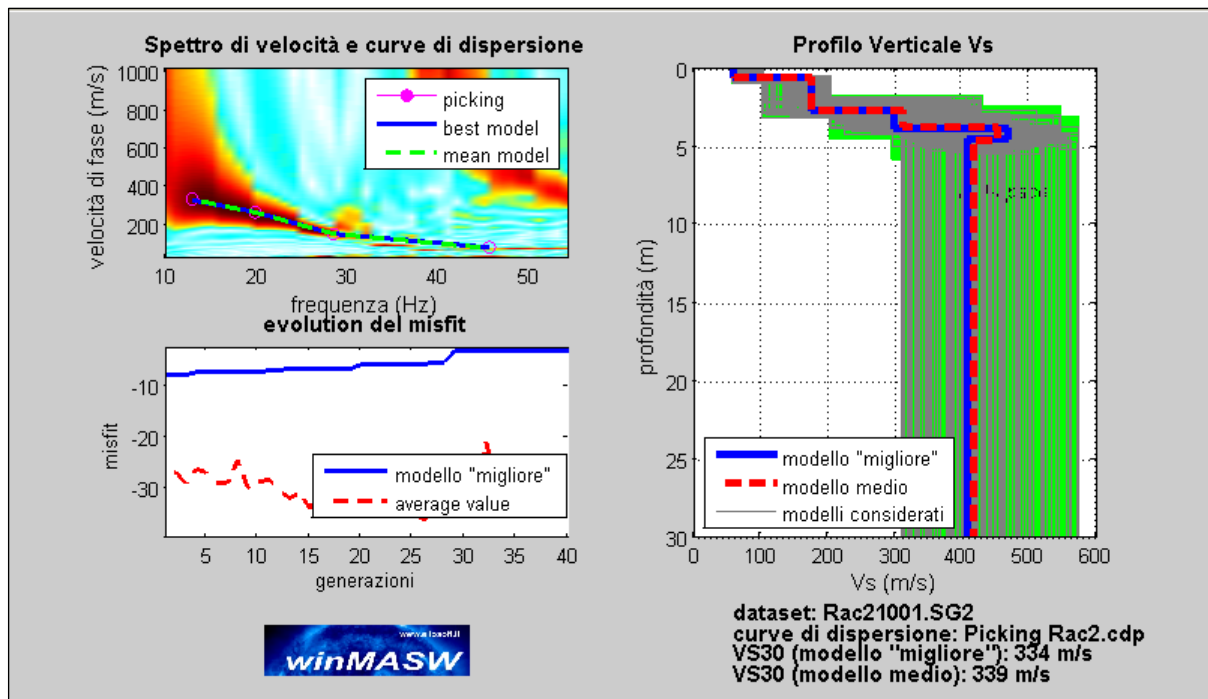 Spettro di velocità e curve di dispersione
1000
800
600
400
200
velocità di fase (m/s)
picking
best model
mean model
10 20 30 40 50
frequenza (Hz)
evolution del misfit
-10
-20
-30
misfit
modello "migliore"
average value
5 10 15 20 25 30 35 40
generazioni
www.eliosoft.it
winMASW
Profilo Verticale Vs
0
5
10
15
20
25
30
profondità (m)
modello "migliore"
modello medio
modelli considerati
0 100 200 300 400 500 600
Vs (m/s)
dataset: Rac21001.SG2
curve di dispersione: Picking Rac2.cdp
VS30 (modello "migliore"): 334 m/s
VS30 (modello medio): 339 m/s